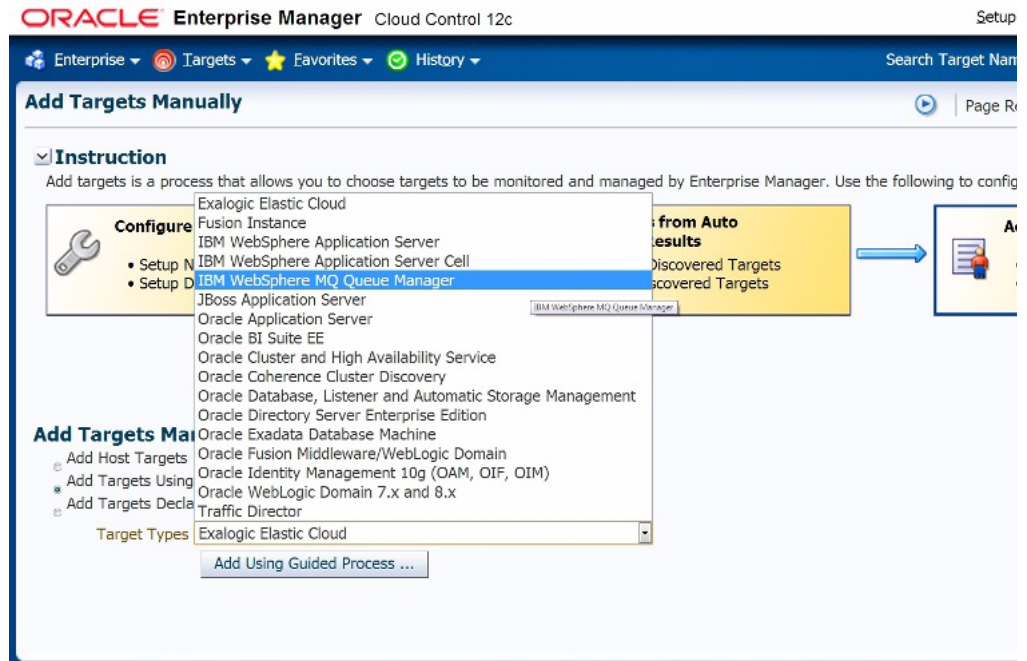 ORACLE Enterprise Manager Cloud Control 12c
Setup
Enterprise Targets Favorites History
Search Target Nam
Add Targets Manually
Page Re
Instruction
Add targets is a process that allows you to choose targets to be monitored and managed by Enterprise Manager. Use the following to config
Configure
• Setup N
• Setup D
Exalogic Elastic Cloud
Fusion Instance
IBM WebSphere Application Server
IBM WebSphere Application Server Cell
IBM WebSphere MQ Queue Manager
JBoss Application Server
Oracle Application Server
Oracle BI Suite EE
Oracle Cluster and High Availability Service
Oracle Coherence Cluster Discovery
Oracle Database, Listener and Automatic Storage Management
Oracle Directory Server Enterprise Edition
Oracle Exadata Database Machine
Oracle Fusion Middleware/WebLogic Domain
Oracle Identity Management 10g (OAM, OIF, OIM)
Oracle WebLogic Domain 7.x and 8.x
Traffic Director
IBM WebSphere MQ Queue Manager
from Auto
esults
Discovered Targets
scovered Targets
A
Add Targets Ma
Add Host Targets
Add Targets Using
Add Targets Decla
Target Types Exalogic Elastic Cloud
Add Using Guided Process ...